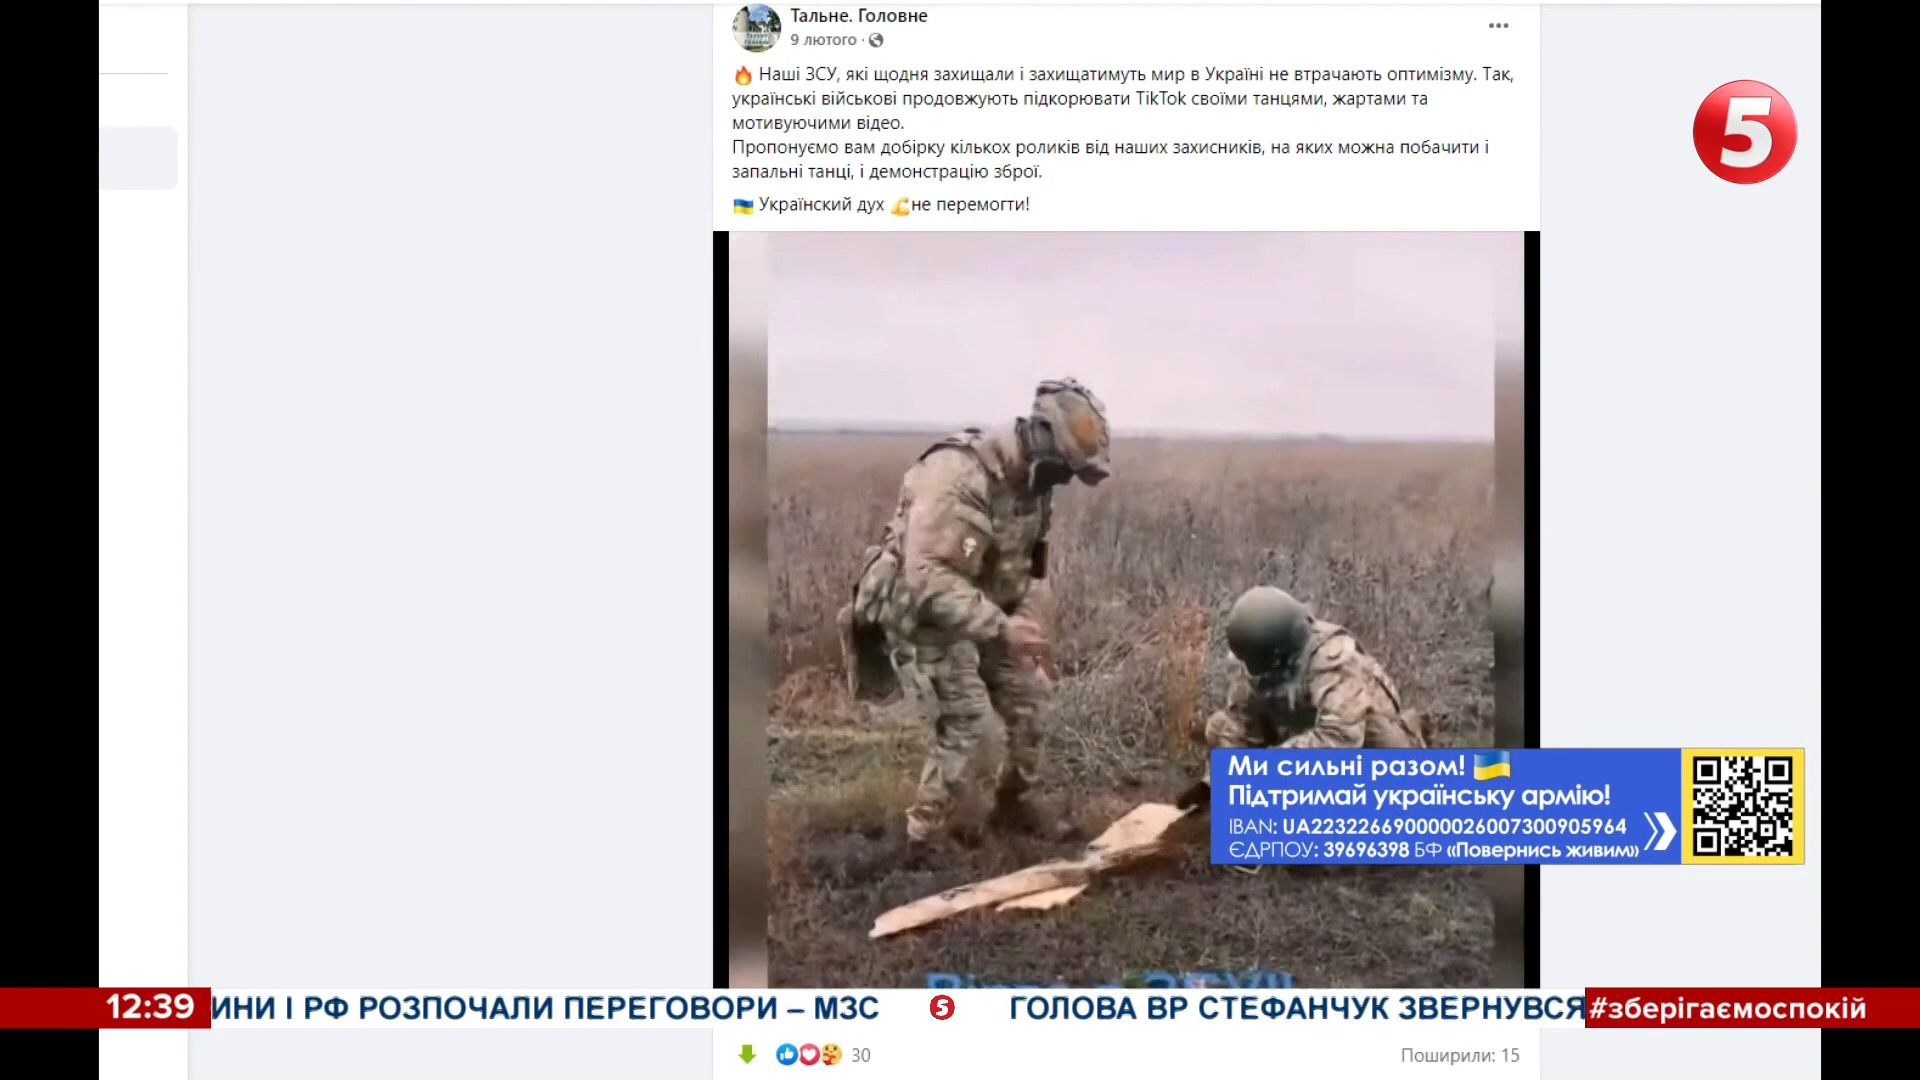 Тальне. Головне
9 лютого ·
🔥 Наші ЗСУ, які щодня захищали і захищатимуть мир в Україні не втрачають оптимізму. Так,
українські військові продовжують підкорювати TikTok своїми танцями, жартами та
мотивуючими відео.
Пропонуємо вам добірку кількох роликів від наших захисників, на яких можна побачити і
запальні танці, і демонстрацію зброї.
🇺🇦 Українский дух 💪не перемогти!
5
Ми сильні разом! 🇺🇦
Підтримай українську армію!
IBAN: UA223226690000026007300905964
ЄДРПОУ: 39696398 БФ «Повернись живим»
12:39
ИНИ І РФ РОЗПОЧАЛИ ПЕРЕГОВОРИ – МЗС 5 ГОЛОВА ВР СТЕФАНЧУК ЗВЕРНУВСЯ
#зберігаємоспокій
30
Поширили: 15